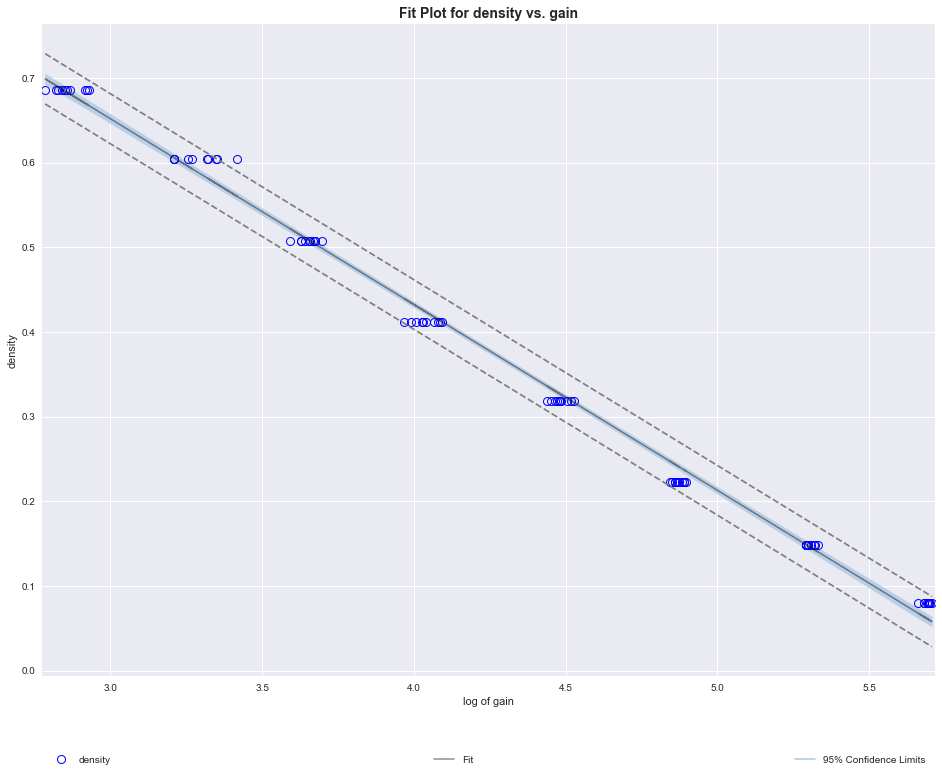 Fit Plot for density vs. gain
0.7
0.6
0.5
0.4
0.3
0.2
0.1
0.0
density
3.0 3.5 4.0 4.5 5.0 5.5
log of gain
density Fit 95% Confidence Limits